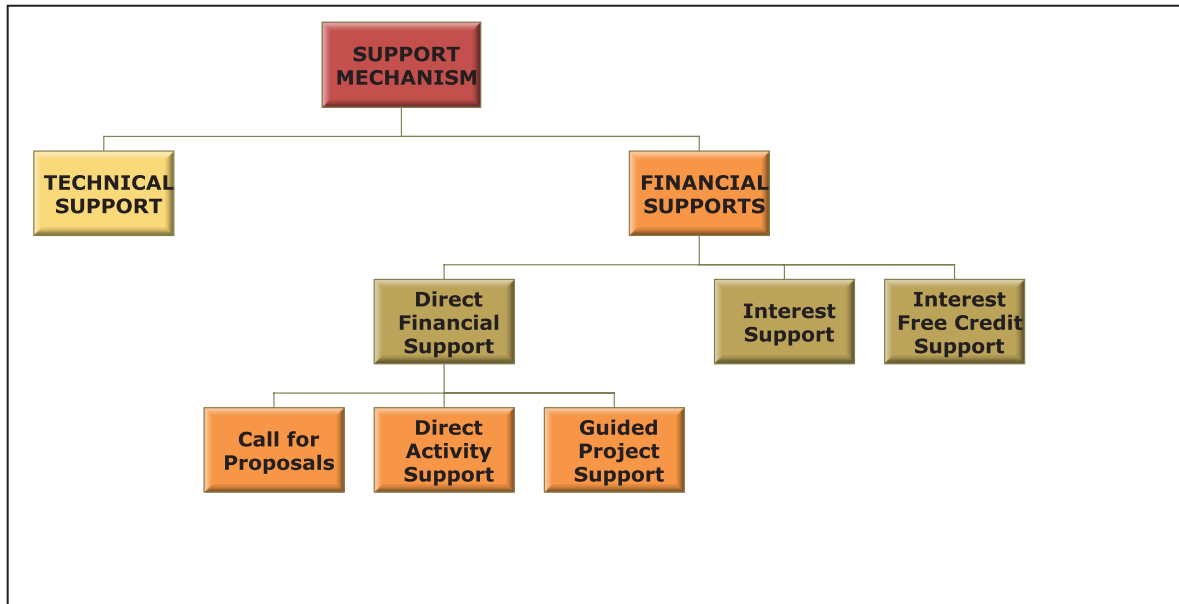 SUPPORT
MECHANISM
TECHNICAL
SUPPORT
FINANCIAL
SUPPORTS
Direct
Financial
Support
Interest
Support
Interest
Free Credit
Support
Call for
Proposals
Direct
Activity
Support
Guided
Project
Support